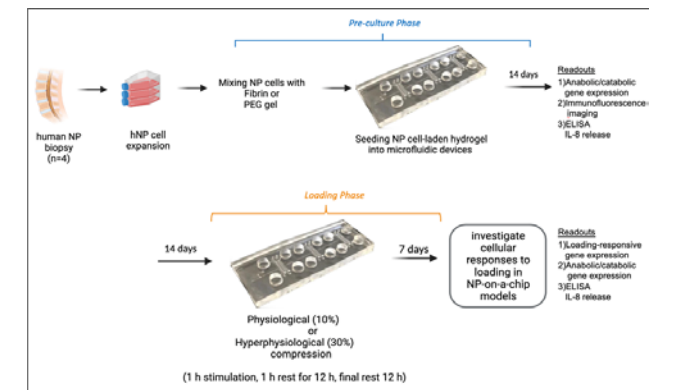 Pre-culture Phase
human NP
biopsy
(n=4)
hNP cell
expansion
Mixing NP cells with
Fibrin or
PEG gel
Seeding NP cell-laden hydrogel
into microfluidic devices
14 days
Readouts
1)Anabolic/catabolic
gene expression
2)Immunofluorescence-
imaging
3)ELISA
IL-8 release
Loading Phase
14 days
Physiological (10%)
or
Hyperphysiological (30%)
compression
(1 h stimulation, 1 h rest for 12 h, final rest 12 h)
7 days
investigate
cellular
responses to
loading in
NP-on-a-chip
models
Readouts
1)Loading-responsive
gene expression
2)Anabolic/catabolic
gene expression
3)ELISA
IL-8 release